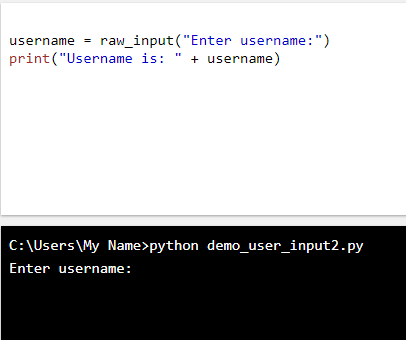 username = raw_input("Enter username:")
print("Username is: " + username)
C:\Users\My Name>python demo_user_input2.py
Enter username: